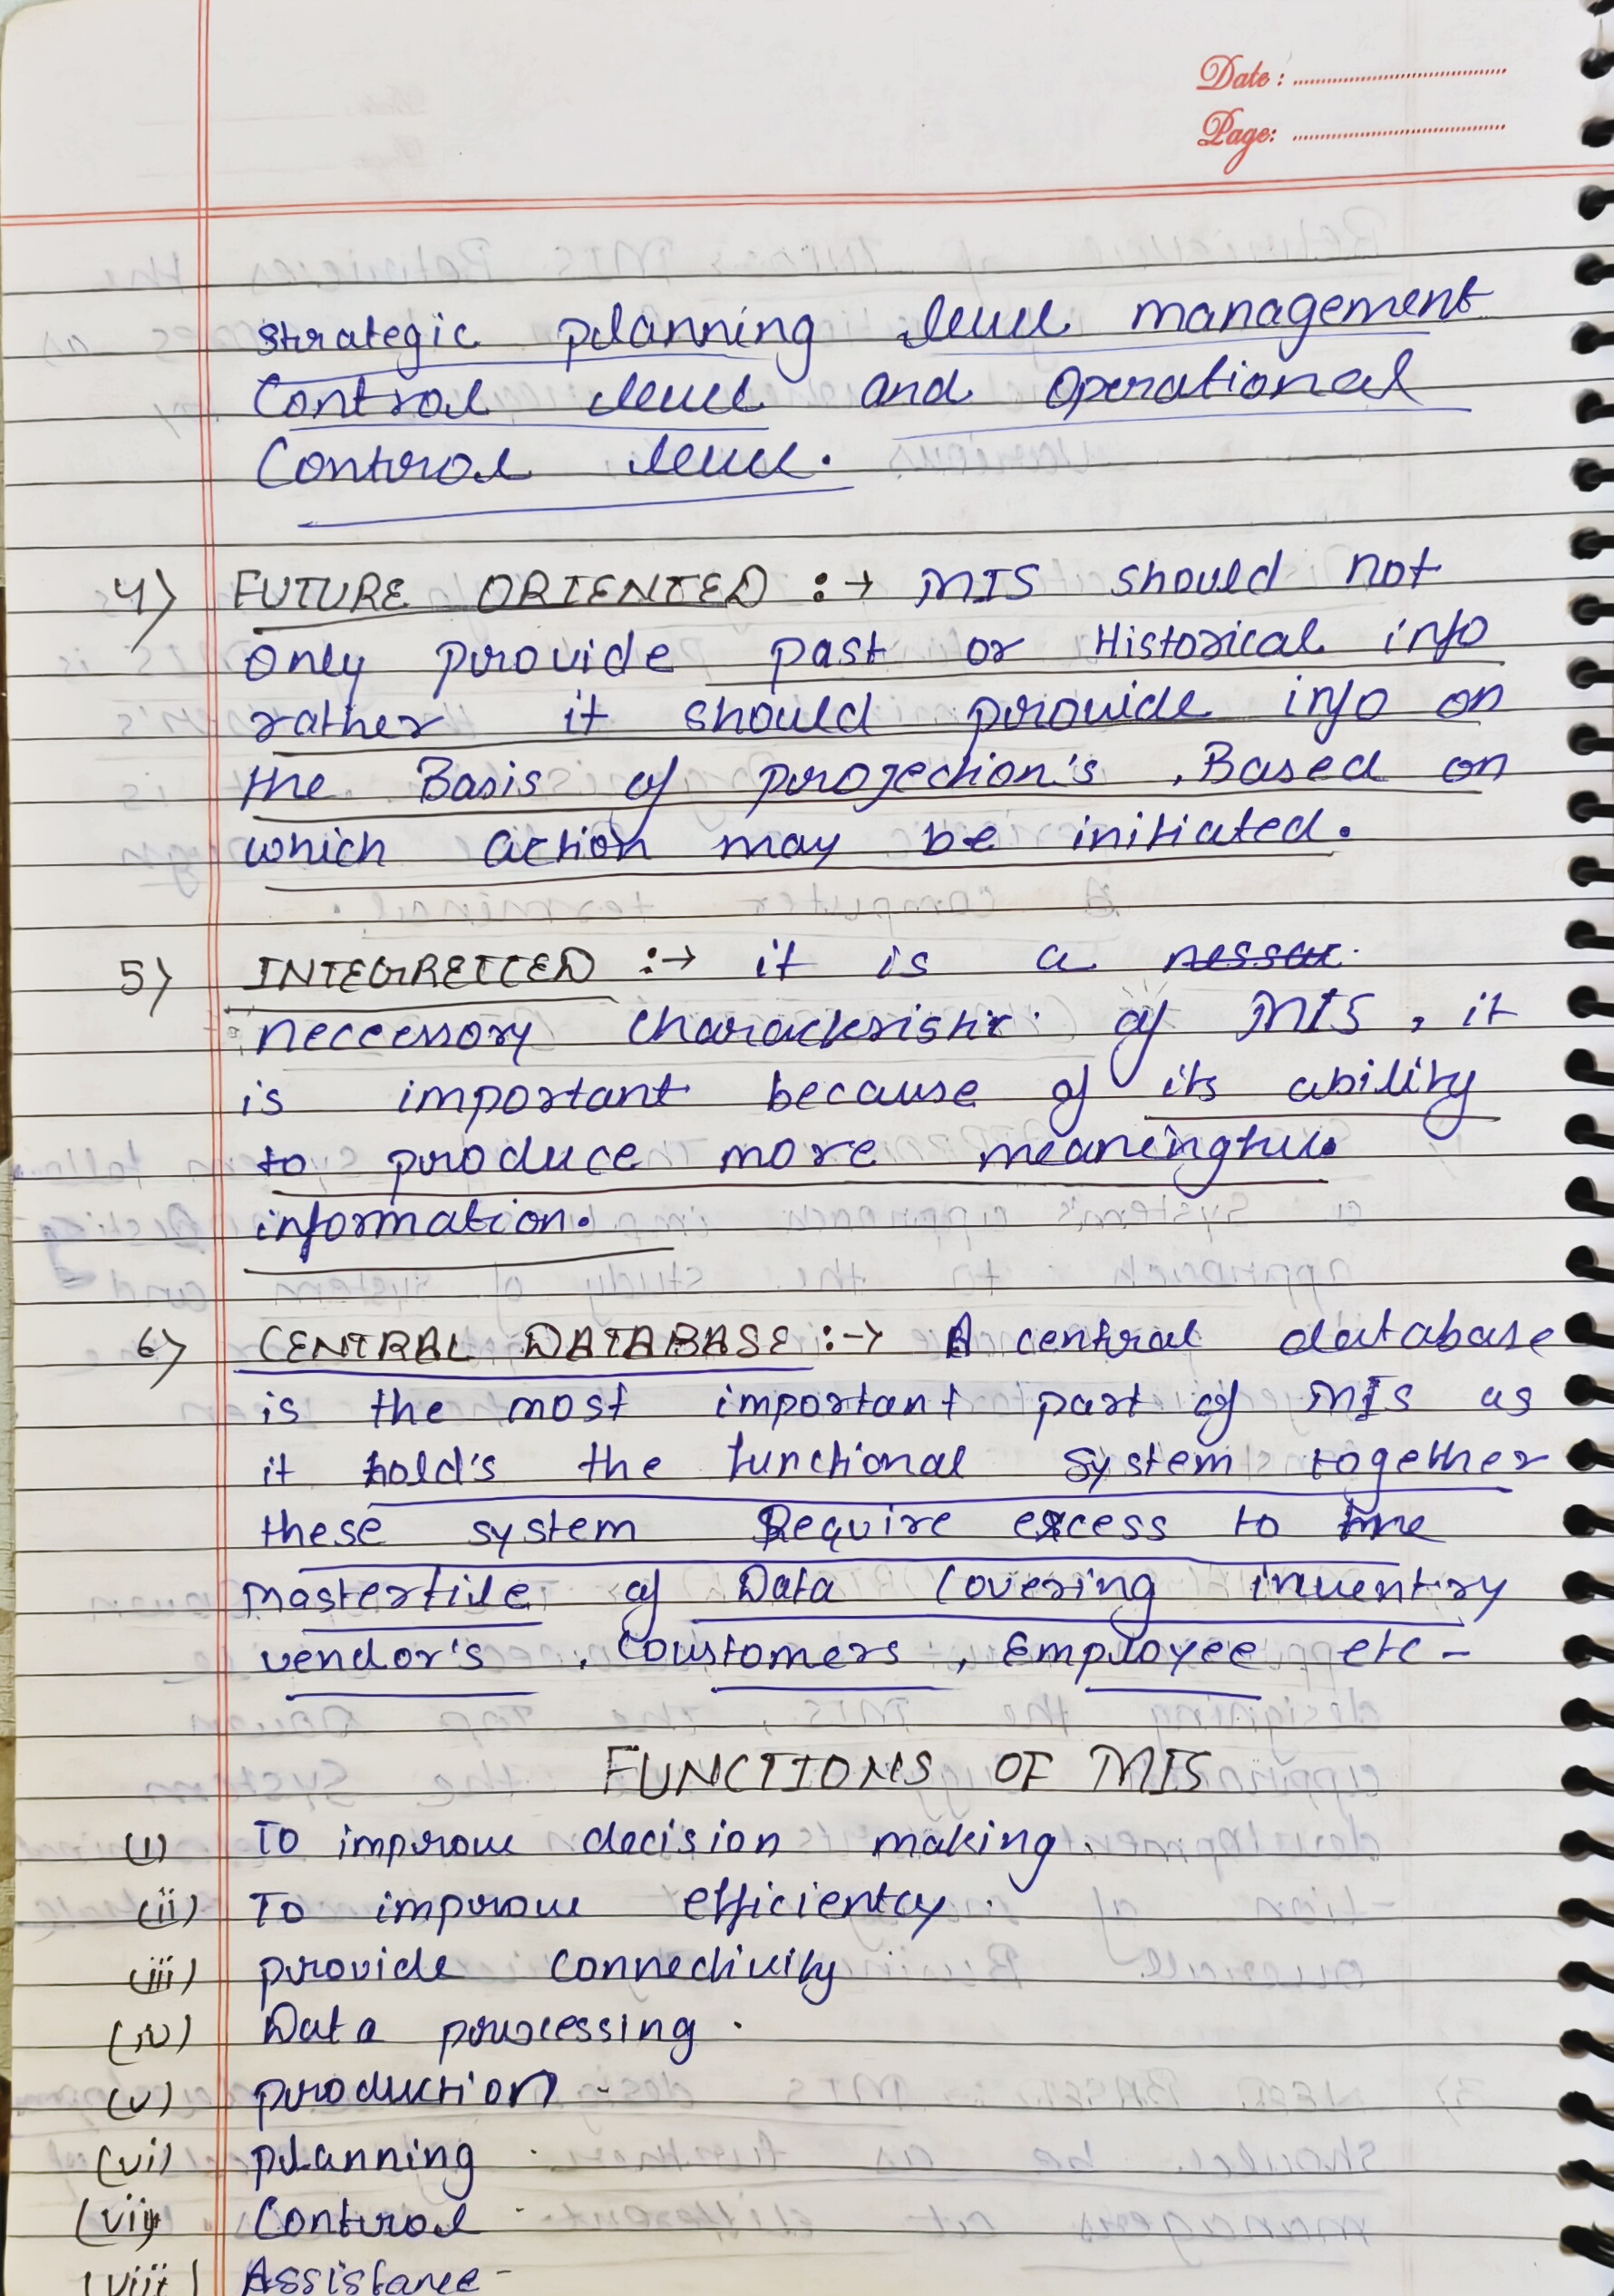 Date :
Page:
strategic planning level management
Control level and operational
Control level.
4) FUTURE ORIENTED :→ MIS should not
only provide past or Historical info
rather it should provide info on
the Basis of projection's , Based on
which action may be initiated.
5) INTEGRETCED :→ it is a nessar
neccessory characteristic of MIS , it
is important because of its ability
to produce more meaningful
information.
6) CENTRAL DATABASE :→ A central database
is the most important part of MIS as
it hold's the functional system together
these system Require excess to the
masterfile of Data covering inventry
vendor's , Coustomers , Employee etc -
FUNCTIONS OF MIS
(i) To improve decision making .
(ii) To improve efficientcy .
(iii) provide connectivity
(iv) Data processing .
(v) production -
(vi) planning .
(vii) Control -
(viii) Assistance -